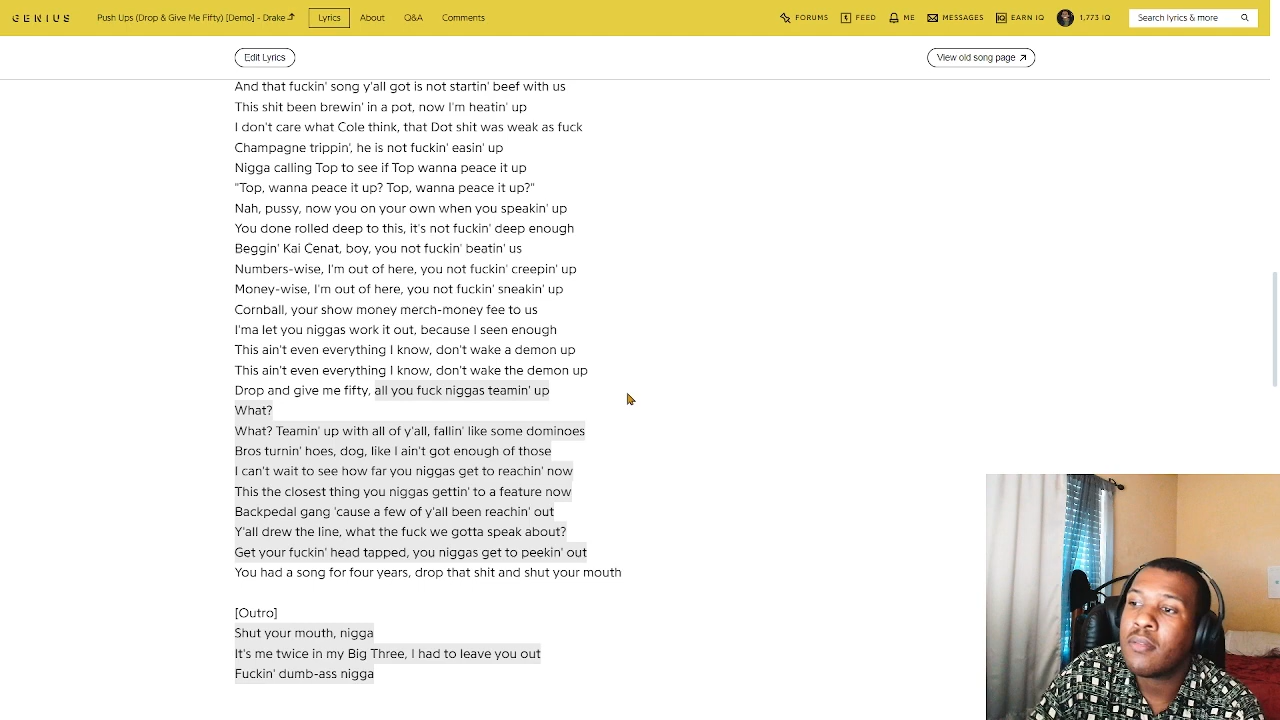 GENIUS
Push Ups (Drop & Give Me Fifty) [Demo] - Drake
Lyrics
About
Q&A
Comments
FORUMS
FEED
ME
MESSAGES
EARN IQ
1,773 IQ
Search lyrics & more
Edit Lyrics
View old song page
And that fuckin' song y'all got is not startin' beef with us
This shit been brewin' in a pot, now I'm heatin' up
I don't care what Cole think, that Dot shit was weak as fuck
Champagne trippin', he is not fuckin' easin' up
Nigga calling Top to see if Top wanna peace it up
"Top, wanna peace it up? Top, wanna peace it up?"
Nah, pussy, now you on your own when you speakin' up
You done rolled deep to this, it's not fuckin' deep enough
Beggin' Kai Cenat, boy, you not fuckin' beatin' us
Numbers-wise, I'm out of here, you not fuckin' creepin' up
Money-wise, I'm out of here, you not fuckin' sneakin' up
Cornball, your show money merch-money fee to us
I'ma let you niggas work it out, because I seen enough
This ain't even everything I know, don't wake a demon up
This ain't even everything I know, don't wake the demon up
Drop and give me fifty, all you fuck niggas teamin' up
What?
What? Teamin' up with all of y'all, fallin' like some dominoes
Bros turnin' hoes, dog, like I ain't got enough of those
I can't wait to see how far you niggas get to reachin' now
This the closest thing you niggas gettin' to a feature now
Backpedal gang 'cause a few of y'all been reachin' out
Y'all drew the line, what the fuck we gotta speak about?
Get your fuckin' head tapped, you niggas get to peekin' out
You had a song for four years, drop that shit and shut your mouth
[Outro]
Shut your mouth, nigga
It's me twice in my Big Three, I had to leave you out
Fuckin' dumb-ass nigga